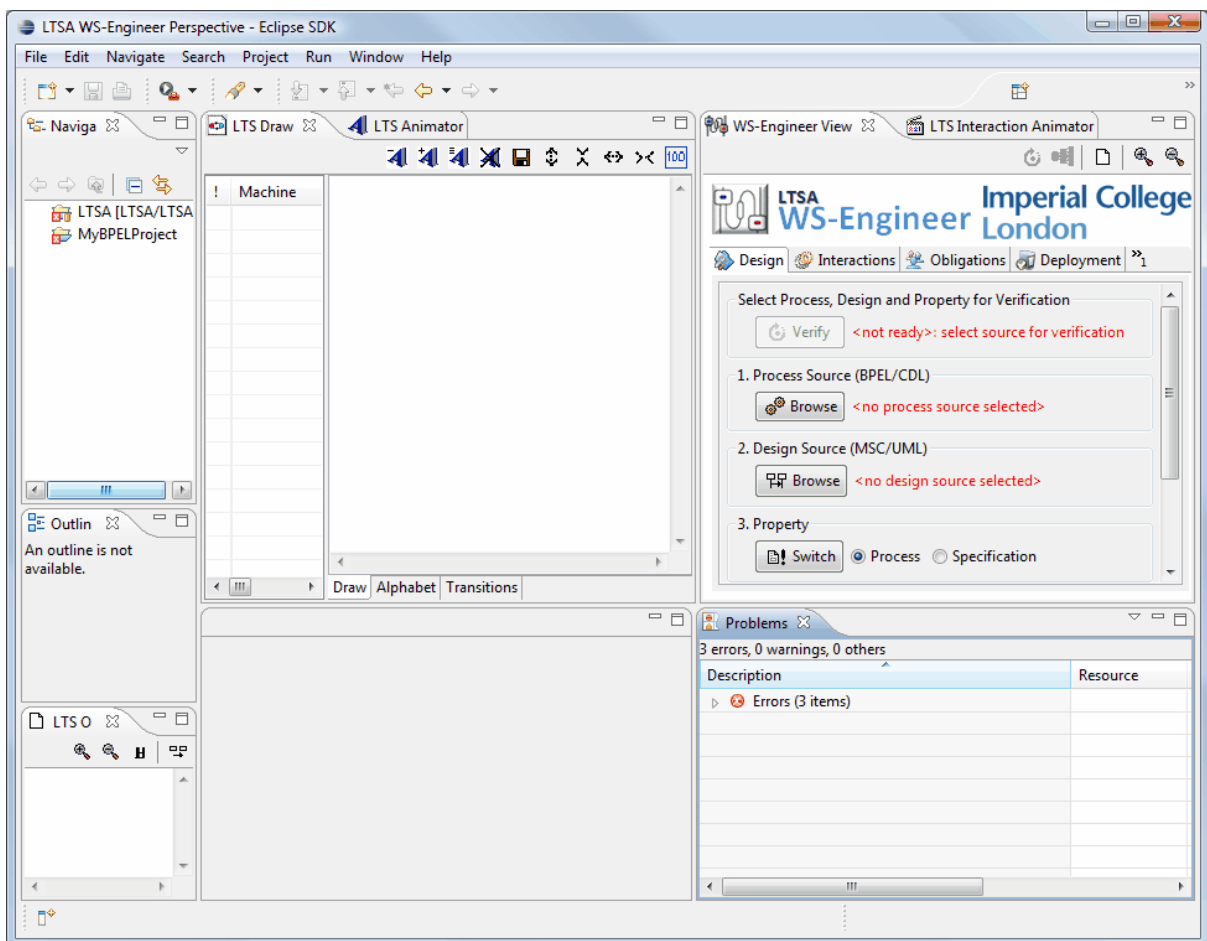 LTSA WS-Engineer Perspective - Eclipse SDK
File Edit Navigate Search Project Run Window Help
Naviga
LTSA [LTSA/LTSA
MyBPELProject
LTS Draw LTS Animator
100
! Machine
Draw Alphabet Transitions
WS-Engineer View LTS Interaction Animator
LTSA
WS-Engineer
Imperial College
London
Design Interactions Obligations Deployment »1
Select Process, Design and Property for Verification
Verify <not ready>: select source for verification
1. Process Source (BPEL/CDL)
Browse <no process source selected>
2. Design Source (MSC/UML)
Browse <no design source selected>
3. Property
Switch Process Specification
Outlin
An outline is not
available.
LTS O
H
Problems
3 errors, 0 warnings, 0 others
Description Resource
Errors (3 items)